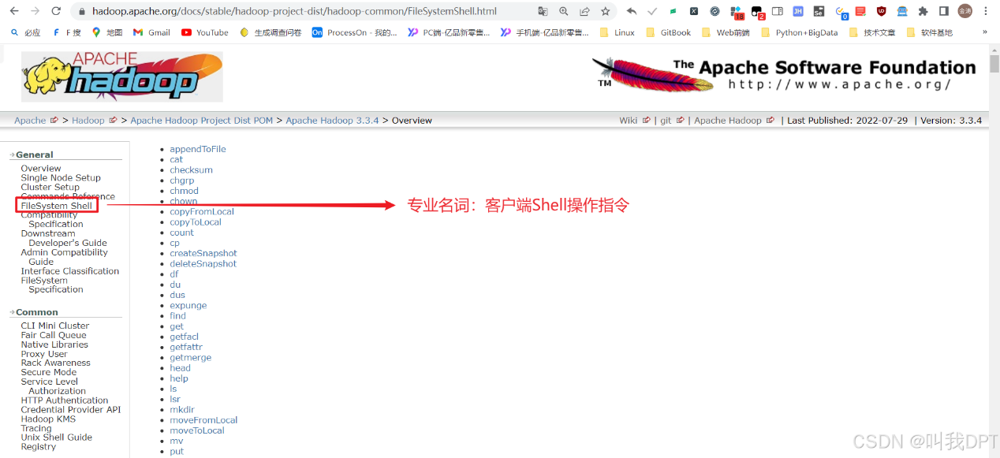 hadoop.apache.org/docs/stable/hadoop-project-dist/hadoop-common/FileSystemShell.html
18
2
JH
Se
0
金涛
必应
F 搜
地图
Gmail
YouTube
生成调查问卷
On ProcessOn - 我的...
PC端-亿品新零售...
手机端-亿品新零售...
Linux
GitBook
Web前端
Python+BigData
技术文章
软件基地
»
APACHE
hadoop
The Apache Software Foundation
TM
http://www.apache.org/
Apache > Hadoop > Apache Hadoop Project Dist POM > Apache Hadoop 3.3.4 > Overview
Wiki | git | Apache Hadoop | Last Published: 2022-07-29 | Version: 3.3.4
General
Overview
Single Node Setup
Cluster Setup
Commands Reference
FileSystem Shell
Compatibility
Specification
Downstream
Developer's Guide
Admin Compatibility
Guide
Interface Classification
FileSystem
Specification
Common
CLI Mini Cluster
Fair Call Queue
Native Libraries
Proxy User
Rack Awareness
Secure Mode
Service Level
Authorization
HTTP Authentication
Credential Provider API
Hadoop KMS
Tracing
Unix Shell Guide
Registry
appendToFile
cat
checksum
chgrp
chmod
chown
copyFromLocal
copyToLocal
count
cp
createSnapshot
deleteSnapshot
df
du
dus
expunge
find
get
getfacl
getfattr
getmerge
head
help
ls
lsr
mkdir
moveFromLocal
moveToLocal
mv
put
专业名词：客户端Shell操作指令
CSDN @叫我DPT